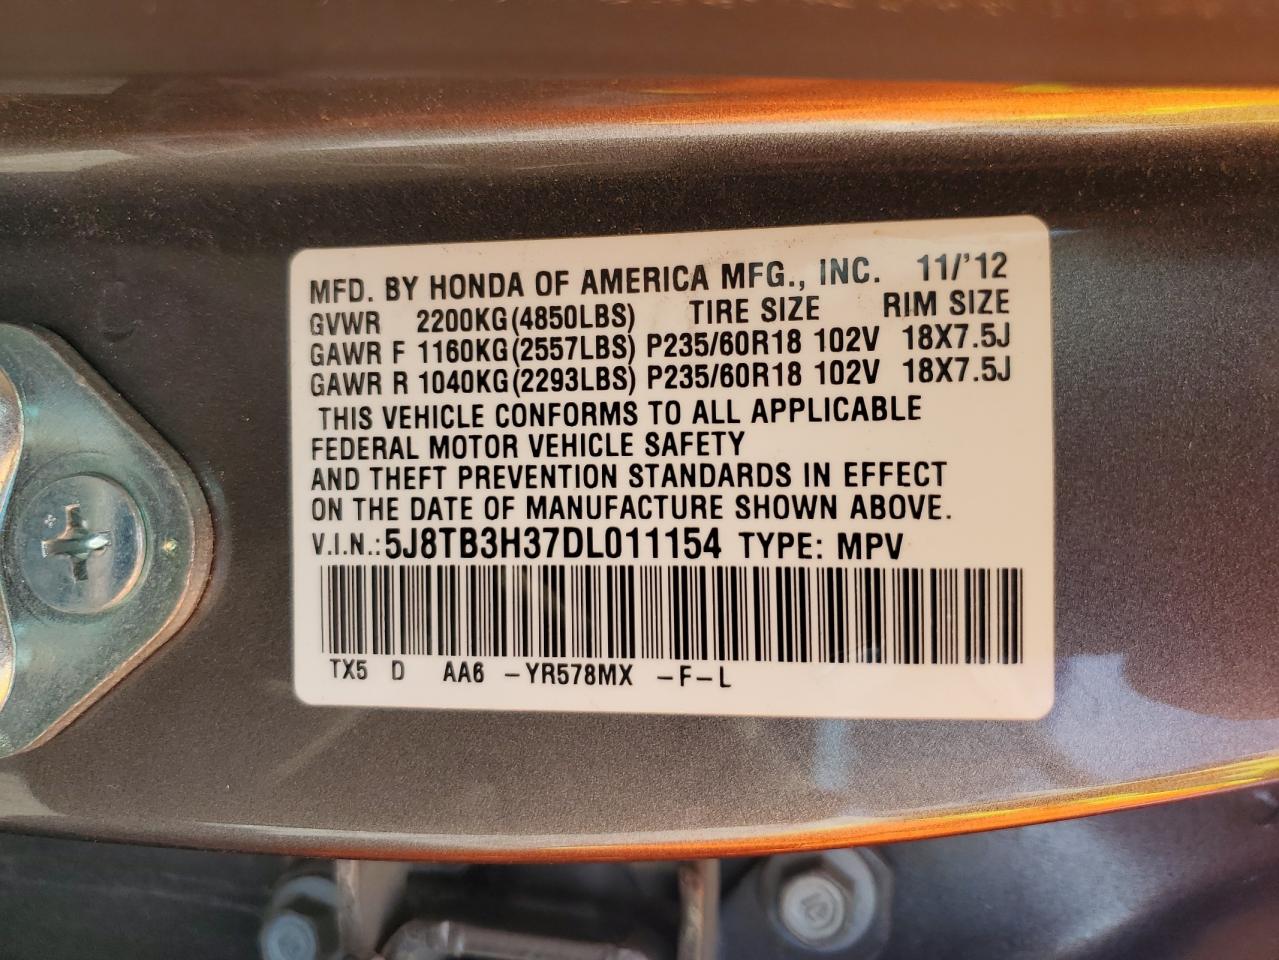 MFD. BY HONDA OF AMERICA MFG., INC. 11/'12
GVWR 2200KG(4850LBS) TIRE SIZE RIM SIZE
GAWR F 1160KG(2557LBS) P235/60R18 102V 18X7.5J
GAWR R 1040KG(2293LBS) P235/60R18 102V 18X7.5J
THIS VEHICLE CONFORMS TO ALL APPLICABLE
FEDERAL MOTOR VEHICLE SAFETY
AND THEFT PREVENTION STANDARDS IN EFFECT
ON THE DATE OF MANUFACTURE SHOWN ABOVE.
V.I.N.: 5J8TB3H37DL011154 TYPE: MPV
TX5 D AA6 -YR578MX -F-L